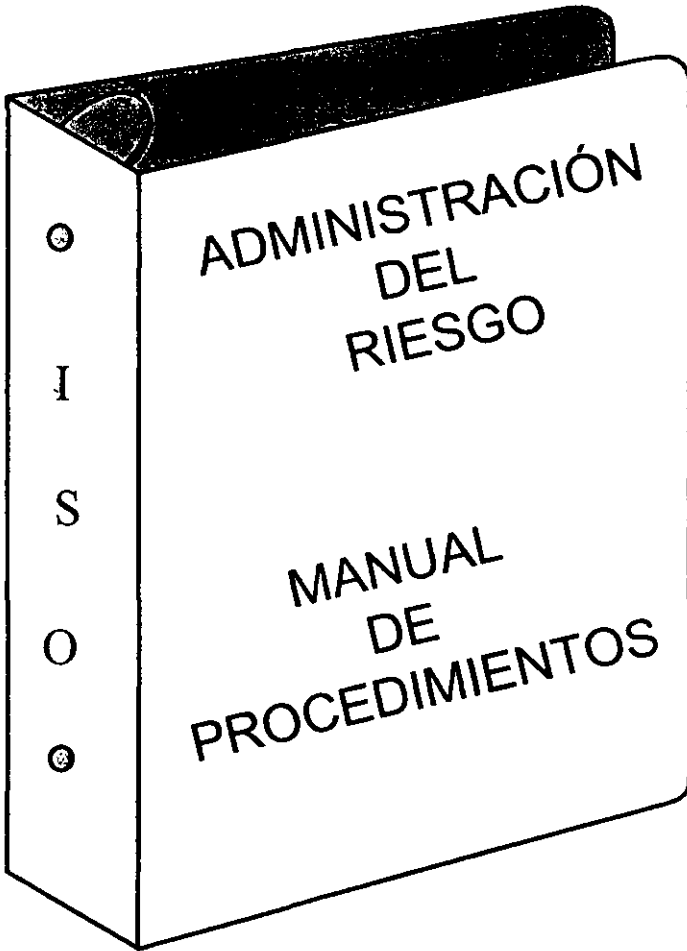 I
S
O
ADMINISTRACIÓN
DEL
RIESGO
MANUAL
DE
PROCEDIMIENTOS